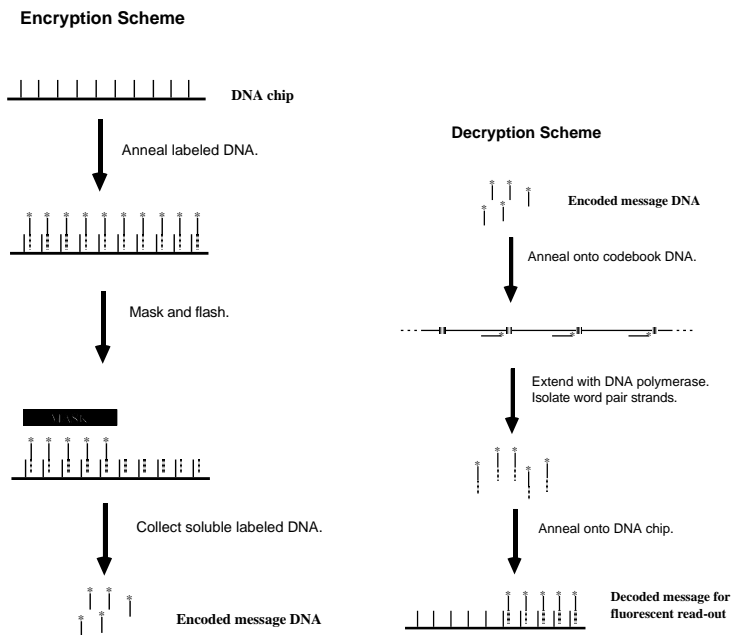 Encryption Scheme
DNA chip
Anneal labeled DNA.
Mask and flash.
MASK
Collect soluble labeled DNA.
Encoded message DNA
Decryption Scheme
Encoded message DNA
Anneal onto codebook DNA.
Extend with DNA polymerase.
Isolate word pair strands.
Anneal onto DNA chip.
Decoded message for
fluorescent read-out